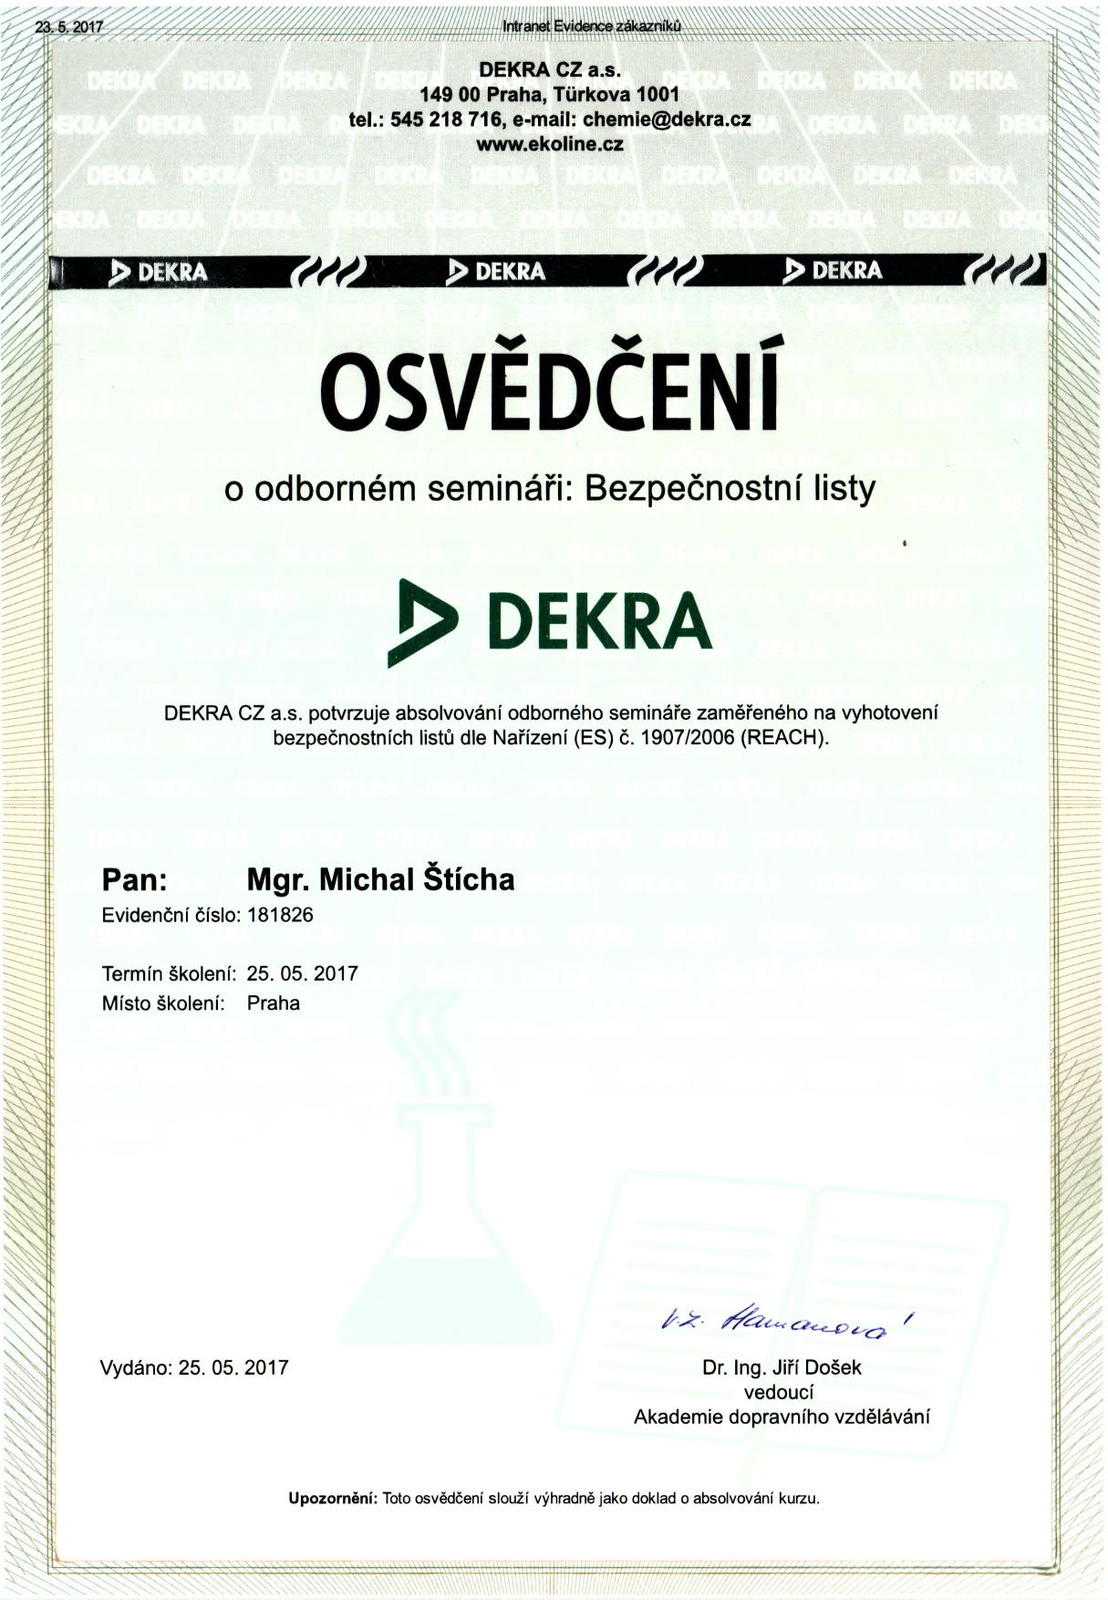 23. 5. 2017
Intranet Evidence zákazníků
DEKRA CZ a.s.
149 00 Praha, Türkova 1001
tel.: 545 218 716, e-mail: chemie@dekra.cz
www.ekoline.cz
DEKRA DEKRA DEKRA
OSVĚDČENÍ
o odborném semináři: Bezpečnostní listy
DEKRA
DEKRA CZ a.s. potvrzuje absolvování odborného semináře zaměřeného na vyhotovení
bezpečnostních listů dle Nařízení (ES) č. 1907/2006 (REACH).
Pan: Mgr. Michal Štícha
Evidenční číslo: 181826
Termín školení: 25. 05. 2017
Místo školení: Praha
v.z. Hamanová
Vydáno: 25. 05. 2017
Dr. Ing. Jiří Došek
vedoucí
Akademie dopravního vzdělávání
Upozornění: Toto osvědčení slouží výhradně jako doklad o absolvování kurzu.